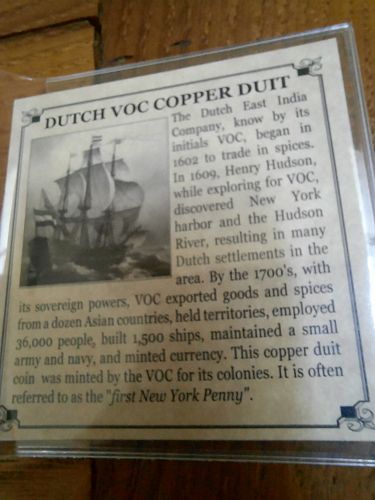 DUTCH VOC COPPER DUIT
The Dutch East India
Company, know by its
initials VOC, began in
1602 to trade in spices.
In 1609, Henry Hudson,
while exploring for VOC,
discovered New York
harbor and the Hudson
River, resulting in many
Dutch settlements in the
area. By the 1700's, with
its sovereign powers, VOC exported goods and spices
from a dozen Asian countries, held territories, employed
36,000 people, built 1,500 ships, maintained a small
army and navy, and minted currency. This copper duit
coin was minted by the VOC for its colonies. It is often
referred to as the "first New York Penny".